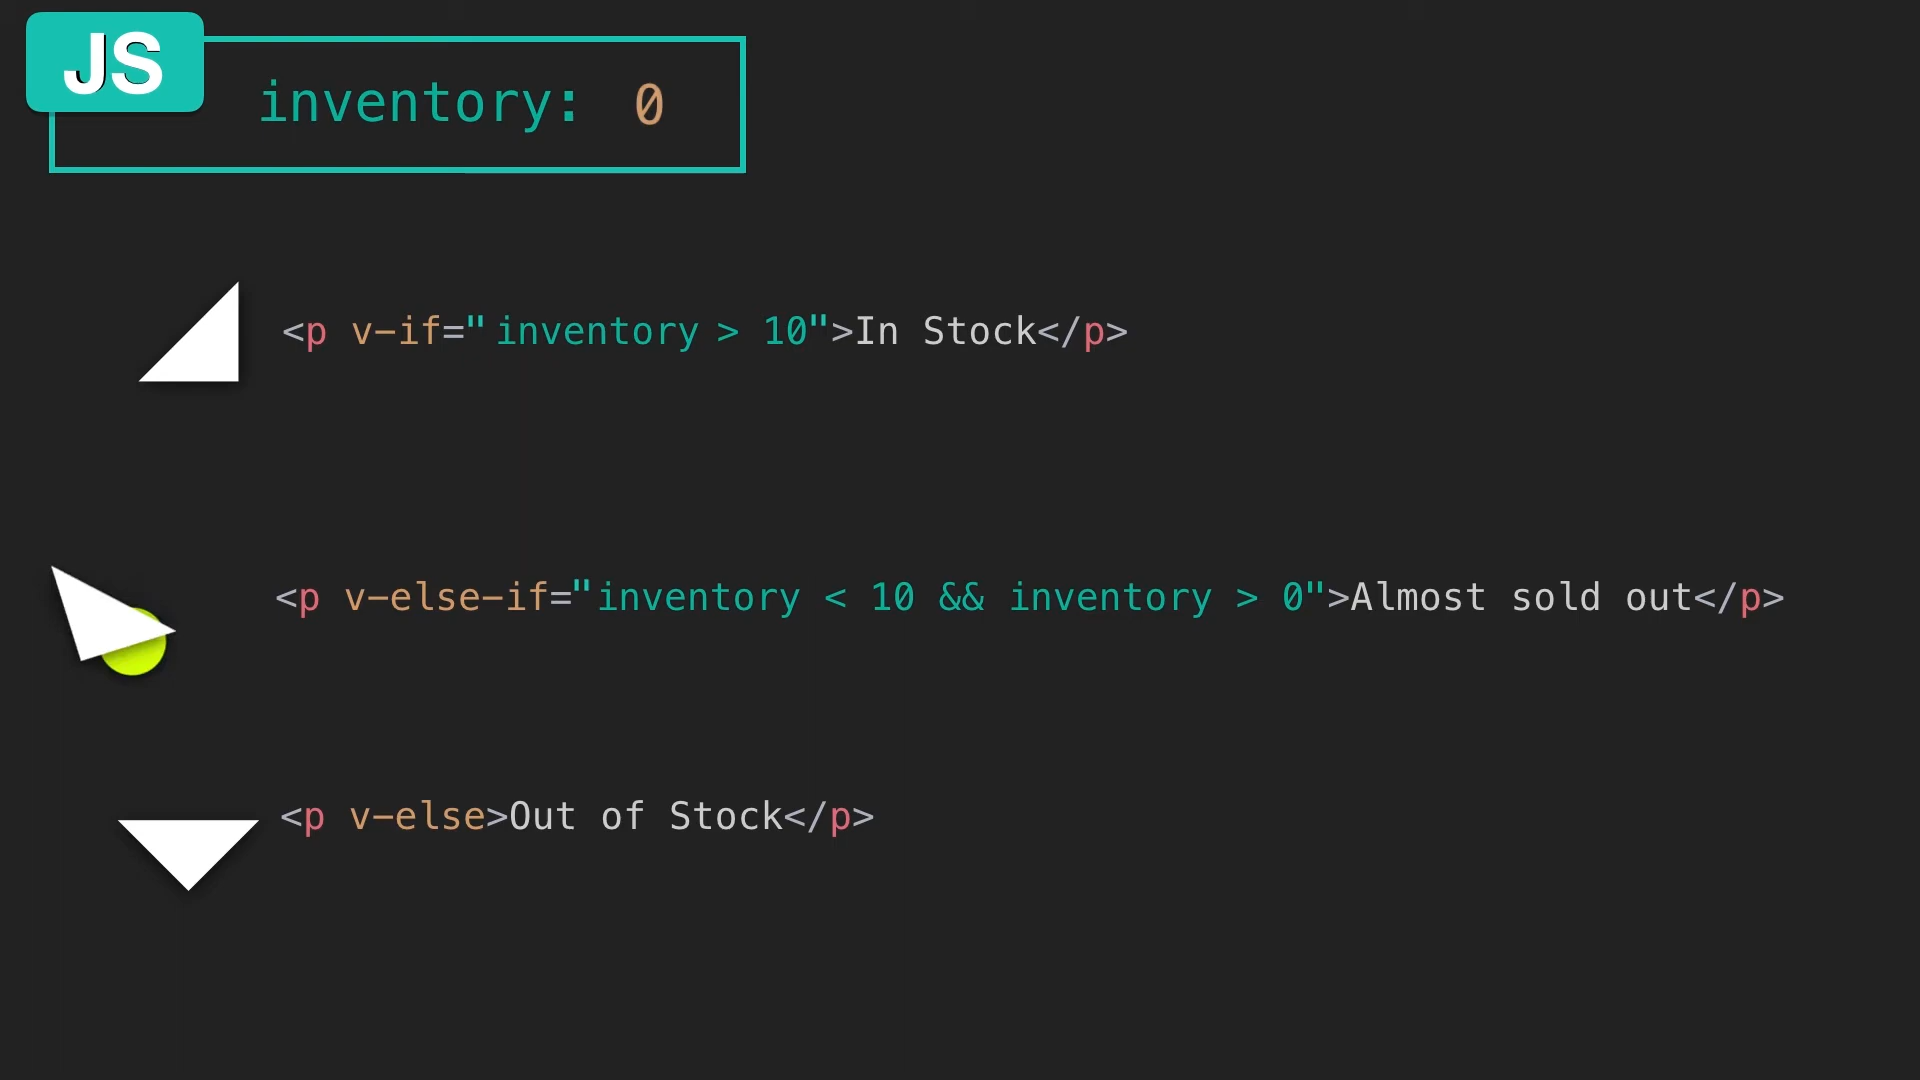 JS
inventory: 0
<p v-if="inventory > 10">In Stock</p>
<p v-else-if="inventory < 10 && inventory > 0">Almost sold out</p>
<p v-else>Out of Stock</p>